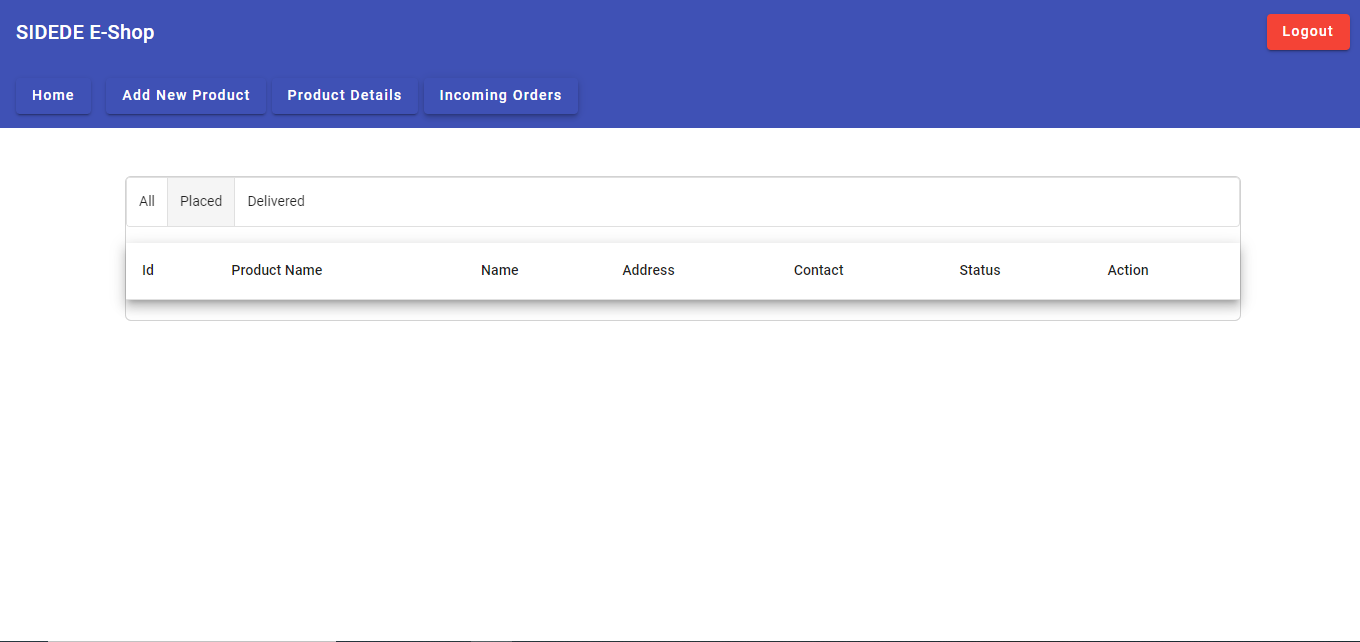 SIDEDE E-Shop
Logout
Home Add New Product Product Details Incoming Orders
All Placed Delivered
Id Product Name Name Address Contact Status Action